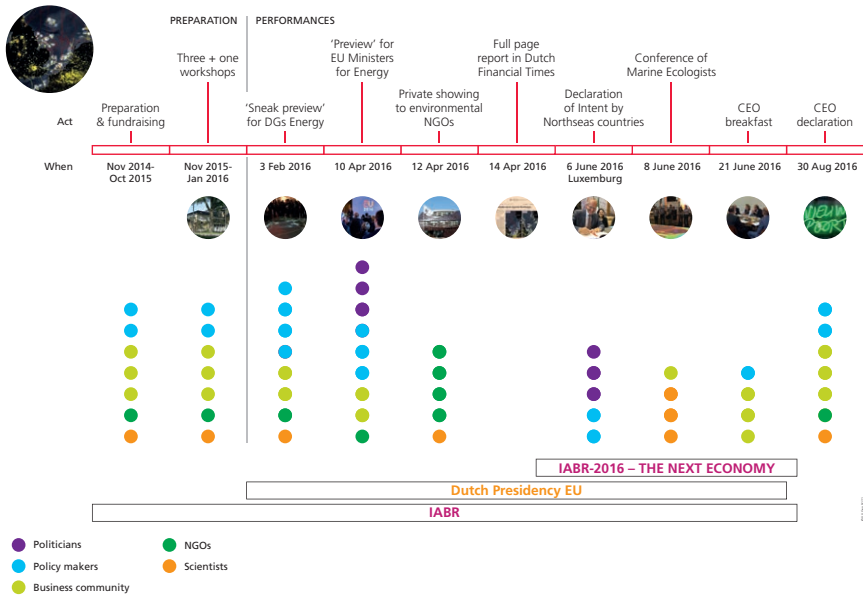 PREPARATION
PERFORMANCES
Act
Preparation
& fundraising
Three + one
workshops
‘Sneak preview’
for DGs Energy
‘Preview’ for
EU Ministers
for Energy
Private showing
to environmental
NGOs
Full page
report in Dutch
Financial Times
Declaration
of Intent by
Northseas countries
Conference of
Marine Ecologists
CEO
breakfast
CEO
declaration
When
Nov 2014-
Oct 2015
Nov 2015-
Jan 2016
3 Feb 2016
10 Apr 2016
12 Apr 2016
14 Apr 2016
6 June 2016
Luxemburg
8 June 2016
21 June 2016
30 Aug 2016
IABR-2016 – THE NEXT ECONOMY
Dutch Presidency EU
IABR
Politicians
Policy makers
Business community
NGOs
Scientists